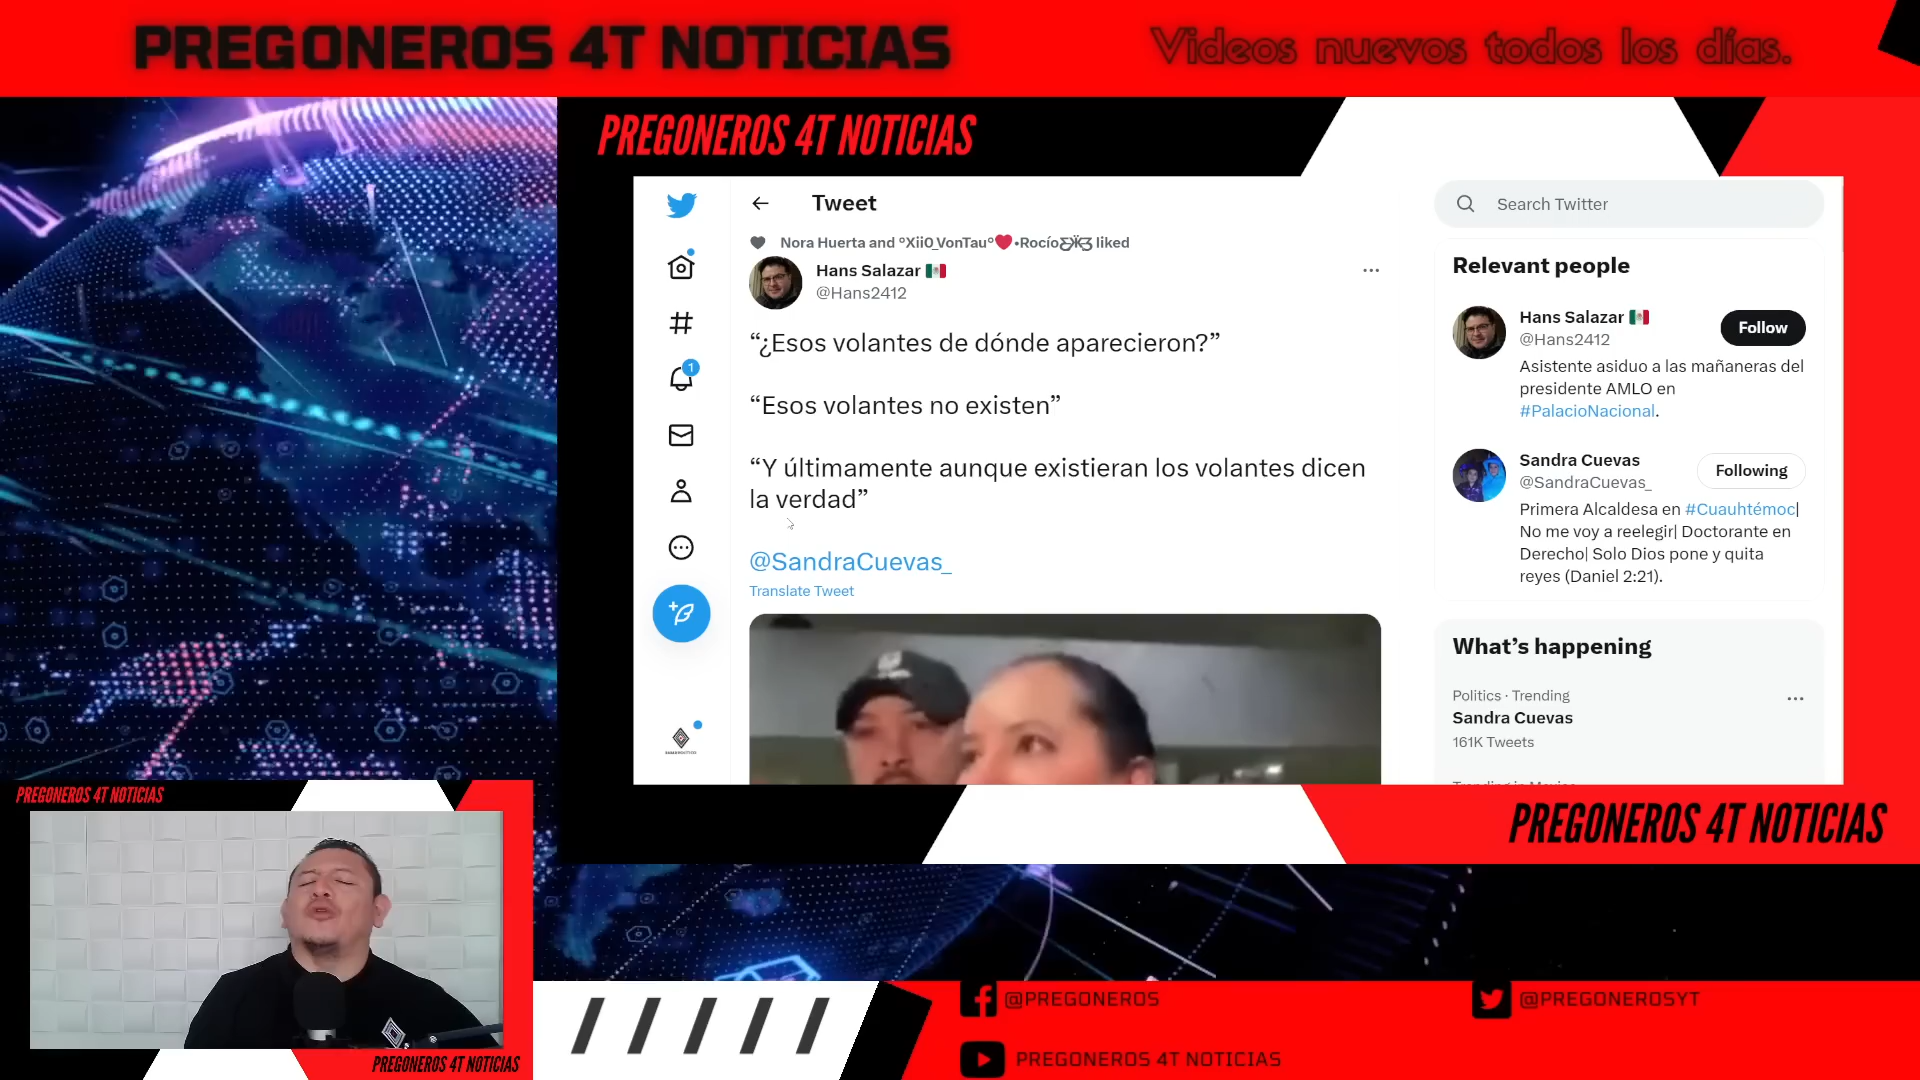 PREGONEROS 4T NOTICIAS
Videos nuevos todos los días.
PREGONEROS 4T NOTICIAS
Tweet
Search Twitter
Nora Huerta and °Xii0_VonTau°❤️•Rocío liked
Hans Salazar 🇲🇽
@Hans2412
“¿Esos volantes de dónde aparecieron?”
“Esos volantes no existen”
“Y últimamente aunque existieran los volantes dicen
la verdad”
@SandraCuevas_
Translate Tweet
1
Relevant people
Hans Salazar 🇲🇽
@Hans2412
Follow
Asistente asiduo a las mañaneras del
presidente AMLO en
#PalacioNacional.
Sandra Cuevas
@SandraCuevas_
Following
Primera Alcaldesa en #Cuauhtémoc|
No me voy a reelegir| Doctorante en
Derecho| Solo Dios pone y quita
reyes (Daniel 2:21).
What’s happening
Politics · Trending
Sandra Cuevas
161K Tweets
Trending in Mexico
PREGONEROS 4T NOTICIAS
PREGONEROS 4T NOTICIAS
PREGONEROS 4T NOTICIAS
@PREGONEROS
@PREGONEROSYT
PREGONEROS 4T NOTICIAS